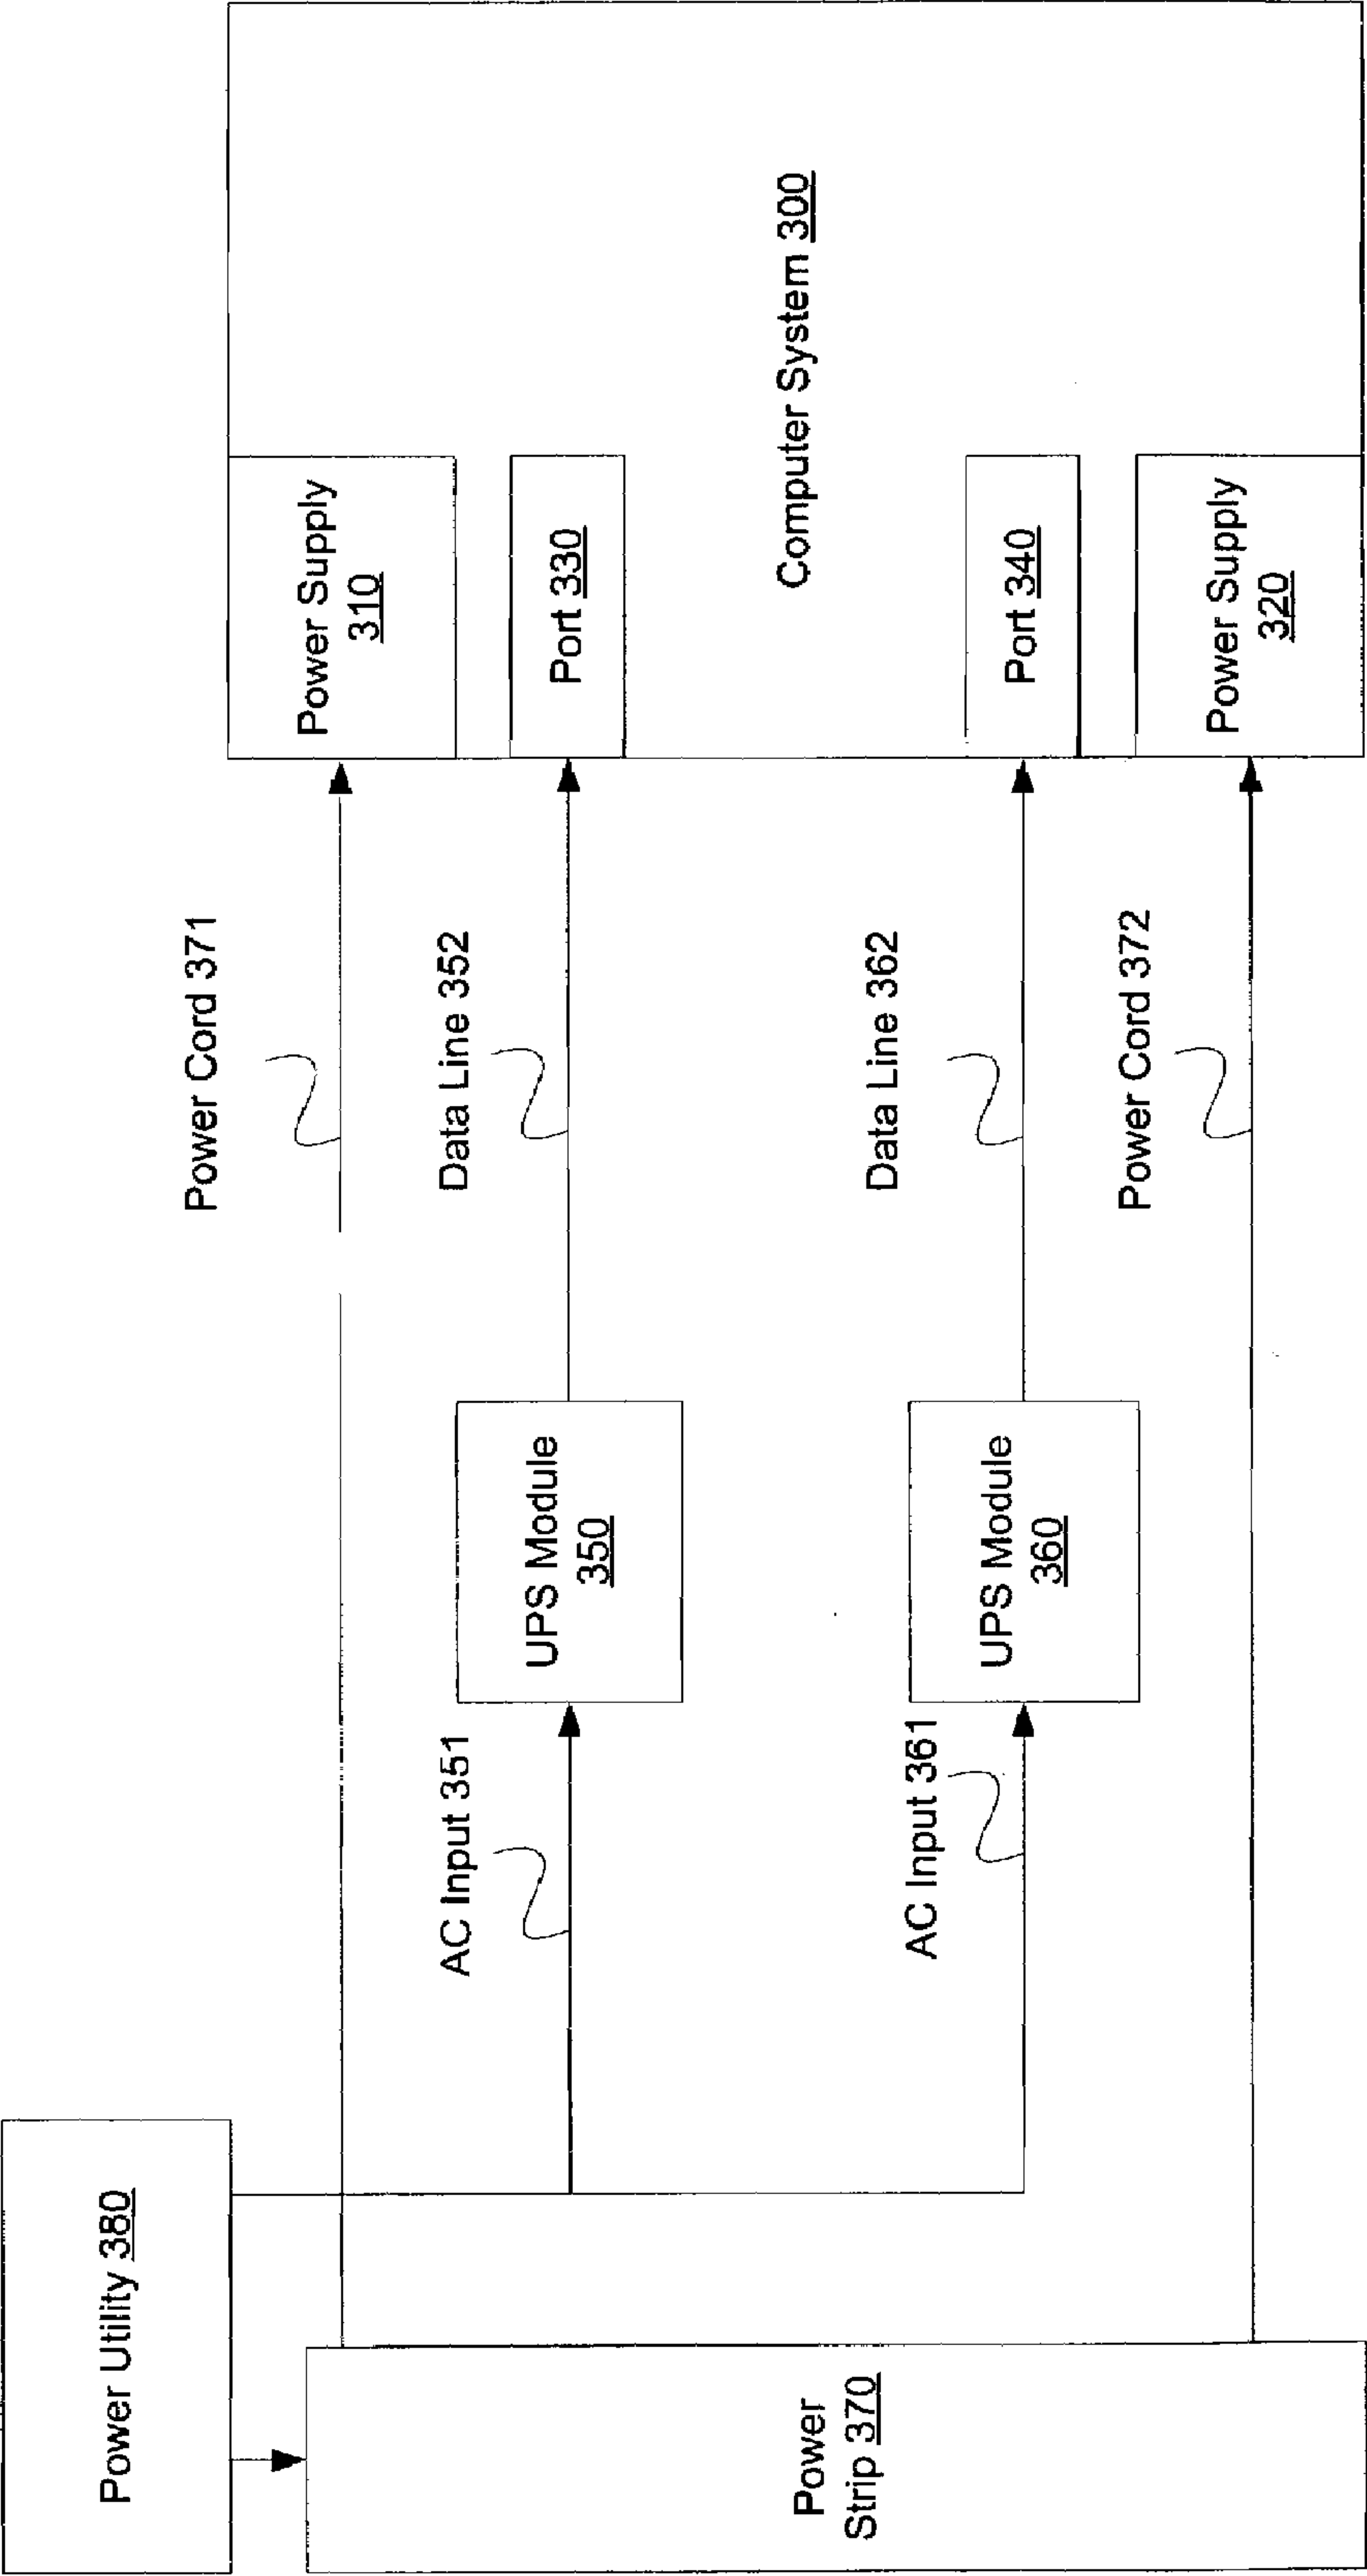 Power Utility 380
Power
Strip 370
Power Cord 371
AC Input 351
UPS Module
350
Data Line 352
AC Input 361
UPS Module
360
Data Line 362
Power Cord 372
Power Supply
310
Port 330
Computer System 300
Port 340
Power Supply
320